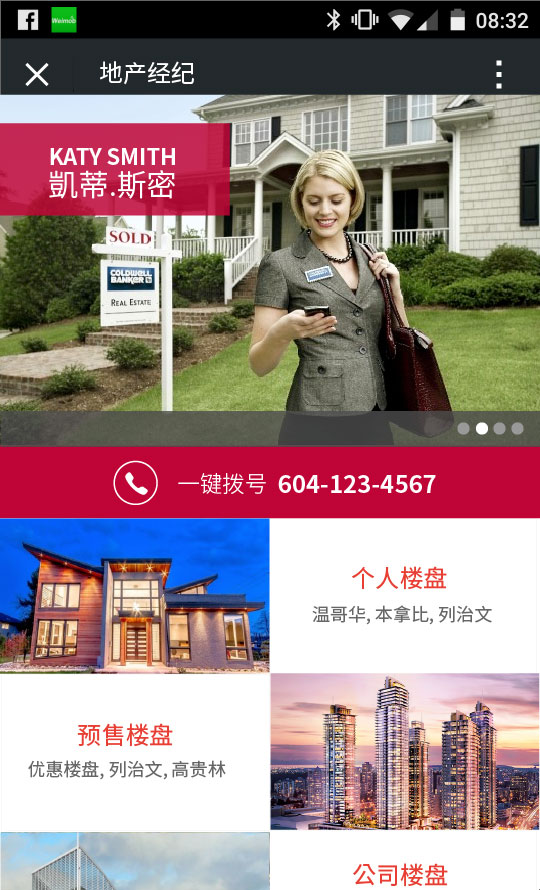 Weimob
08:32
地产经纪
KATY SMITH
凱蒂.斯密
SOLD
COLDWELL
BANKER
REAL ESTATE
一键拨号 604-123-4567
个人楼盘
温哥华, 本拿比, 列治文
预售楼盘
优惠楼盘, 列治文, 高贵林
公司楼盘